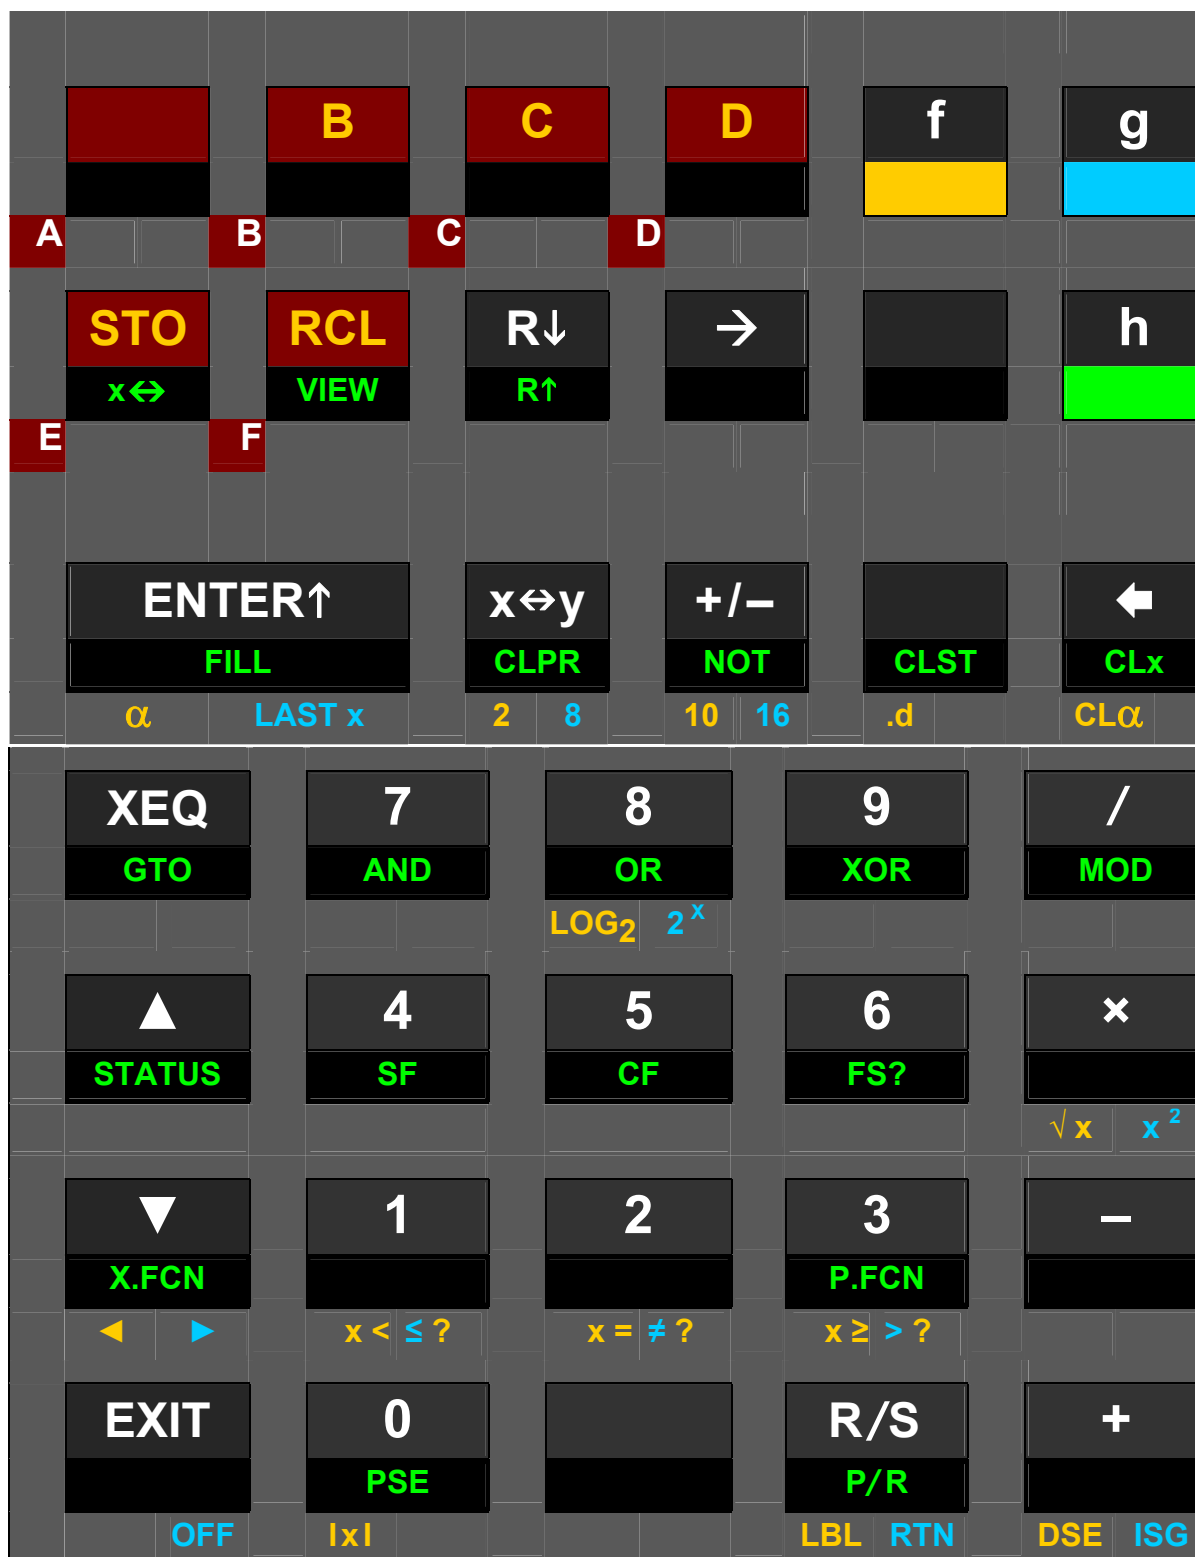 B C D f g
A B C D
STO RCL R↓ → h
x↔ VIEW R↑
E F
ENTER↑ x↔y +/– 🡄
FILL CLPR NOT CLST CLx
α LAST x 2 8 10 16 .d CLα
XEQ 7 8 9 /
GTO AND OR XOR MOD
LOG₂ 2ˣ
▲ 4 5 6 ×
STATUS SF CF FS?
√x x²
▼ 1 2 3 –
X.FCN P.FCN
◄ ► x < ≤ ? x = ≠ ? x ≥ > ?
EXIT 0 R/S +
PSE P/R
OFF |x| LBL RTN DSE ISG